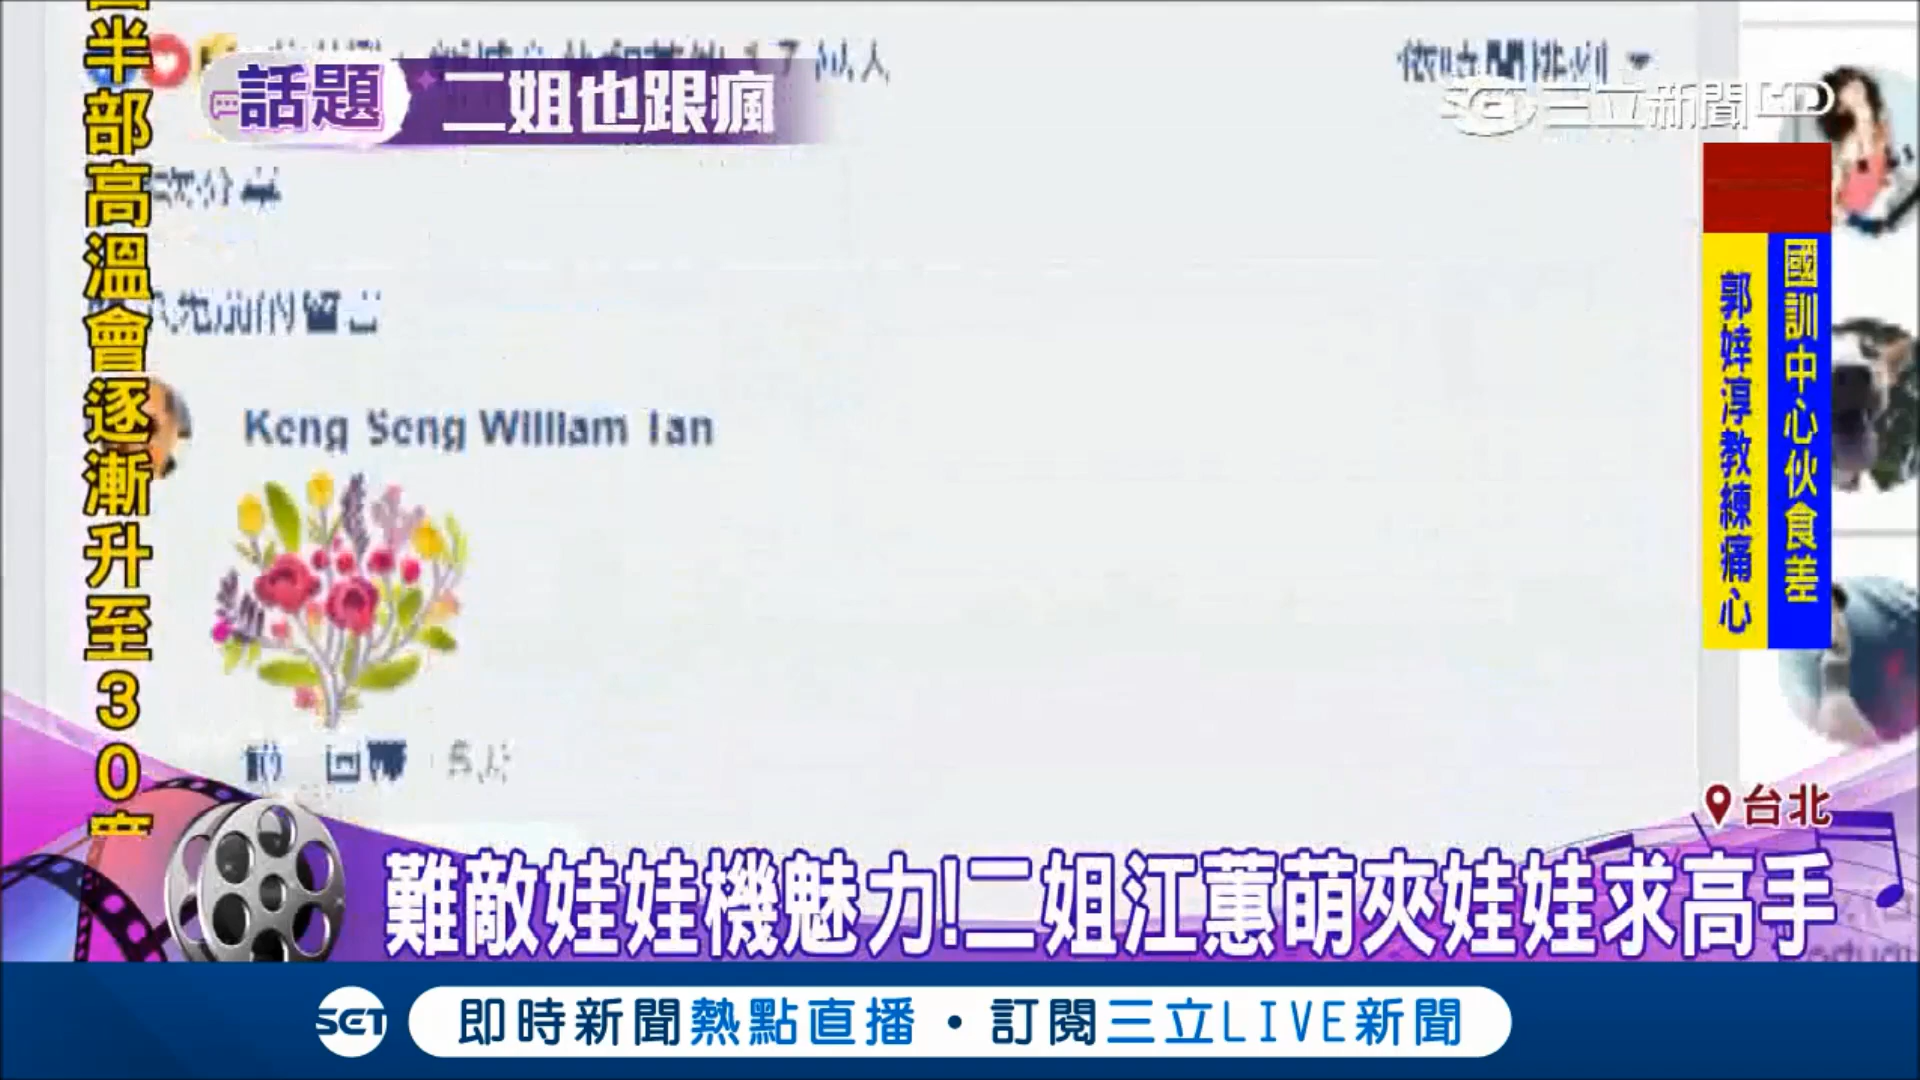 話題
二姐也跟瘋
三立新聞HD
半部高溫會逐漸升至30度
國訓中心伙食差
郭婞淳教練痛心
Keng Seng William Tan
台北
難敵娃娃機魅力!二姐江蕙萌夾娃娃求高手
SET
即時新聞熱點直播・訂閱三立LIVE新聞